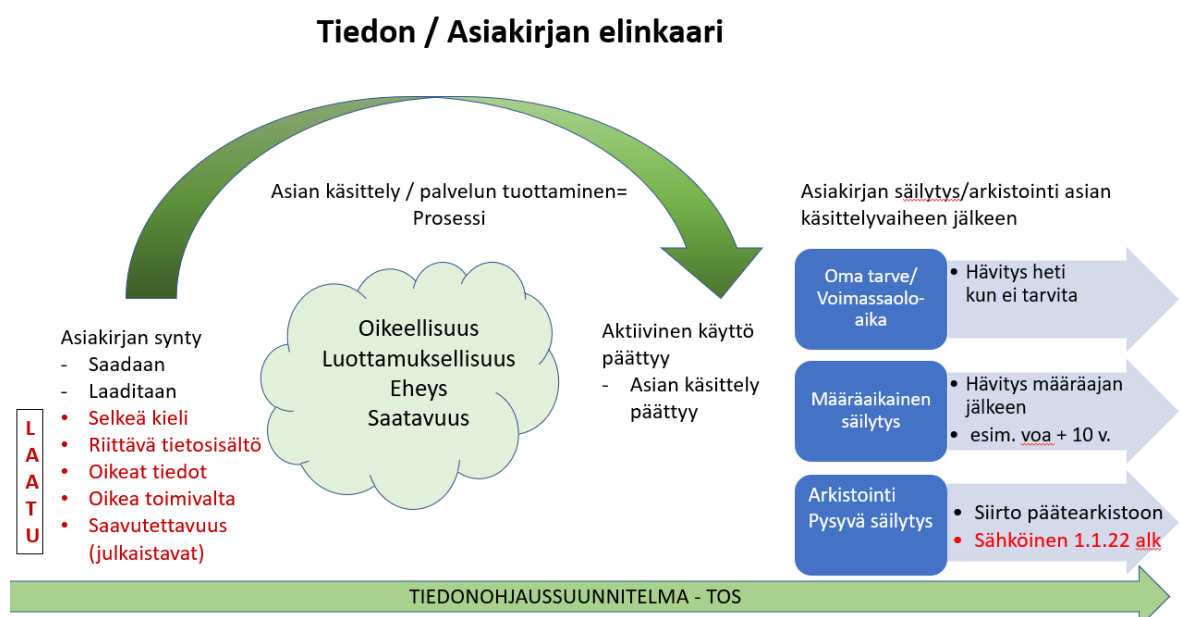 Tiedon / Asiakirjan elinkaari
Asian käsittely / palvelun tuottaminen=
Prosessi
Asiakirjan säilytys/arkistointi asian
käsittelyvaiheen jälkeen
Asiakirjan synty
- Saadaan
- Laaditaan
• Selkeä kieli
• Riittävä tietosisältö
• Oikeat tiedot
• Oikea toimivalta
• Saavutettavuus
(julkaistavat)
L
A
A
T
U
Oikeellisuus
Luottamuksellisuus
Eheys
Saatavuus
Aktiivinen käyttö
päättyy
- Asian käsittely
päättyy
Oma tarve/
Voimassaolo-
aika
• Hävitys heti
kun ei tarvita
Määräaikainen
säilytys
• Hävitys määräajan
jälkeen
• esim. voa + 10 v.
Arkistointi
Pysyvä säilytys
• Siirto päätearkistoon
• Sähköinen 1.1.22 alk
TIEDONOHJAUSSUUNNITELMA - TOS